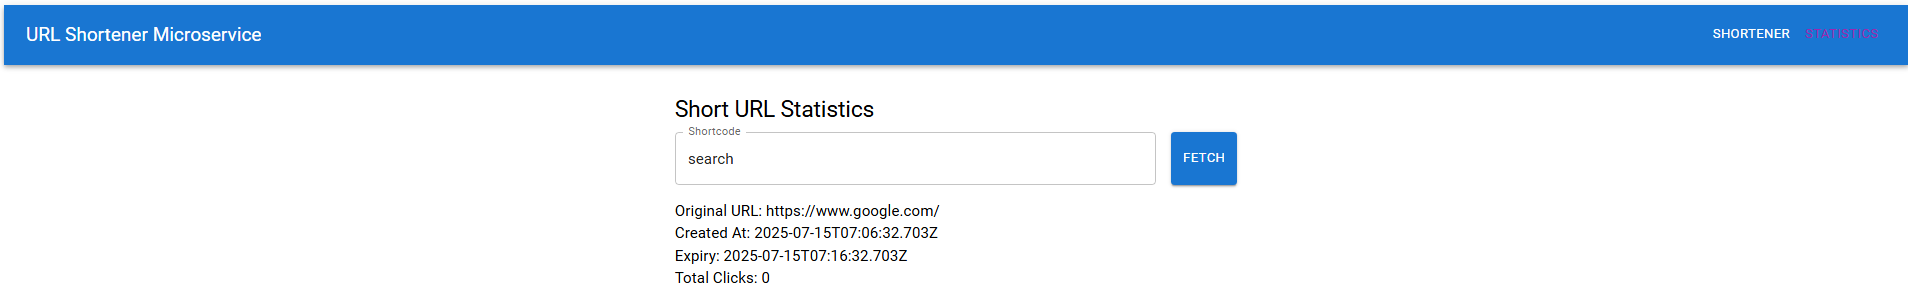 URL Shortener Microservice
SHORTENER STATISTICS
Short URL Statistics
Shortcode
search
FETCH
Original URL: https://www.google.com/
Created At: 2025-07-15T07:06:32.703Z
Expiry: 2025-07-15T07:16:32.703Z
Total Clicks: 0